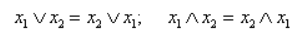 x₁ ∨ x₂ = x₂ ∨ x₁; x₁ ∧ x₂ = x₂ ∧ x₁